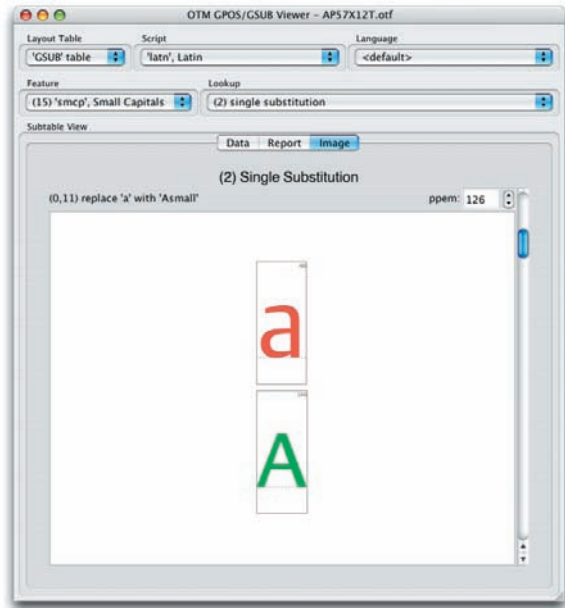 OTM GPOS/GSUB Viewer – AP57X12T.otf
Layout Table Script Language
'GSUB' table 'latn', Latin <default>
Feature Lookup
(15) 'smcp', Small Capitals (2) single substitution
Subtable View
Data Report Image
(2) Single Substitution
(0,11) replace 'a' with 'Asmall' ppem: 126
a
A